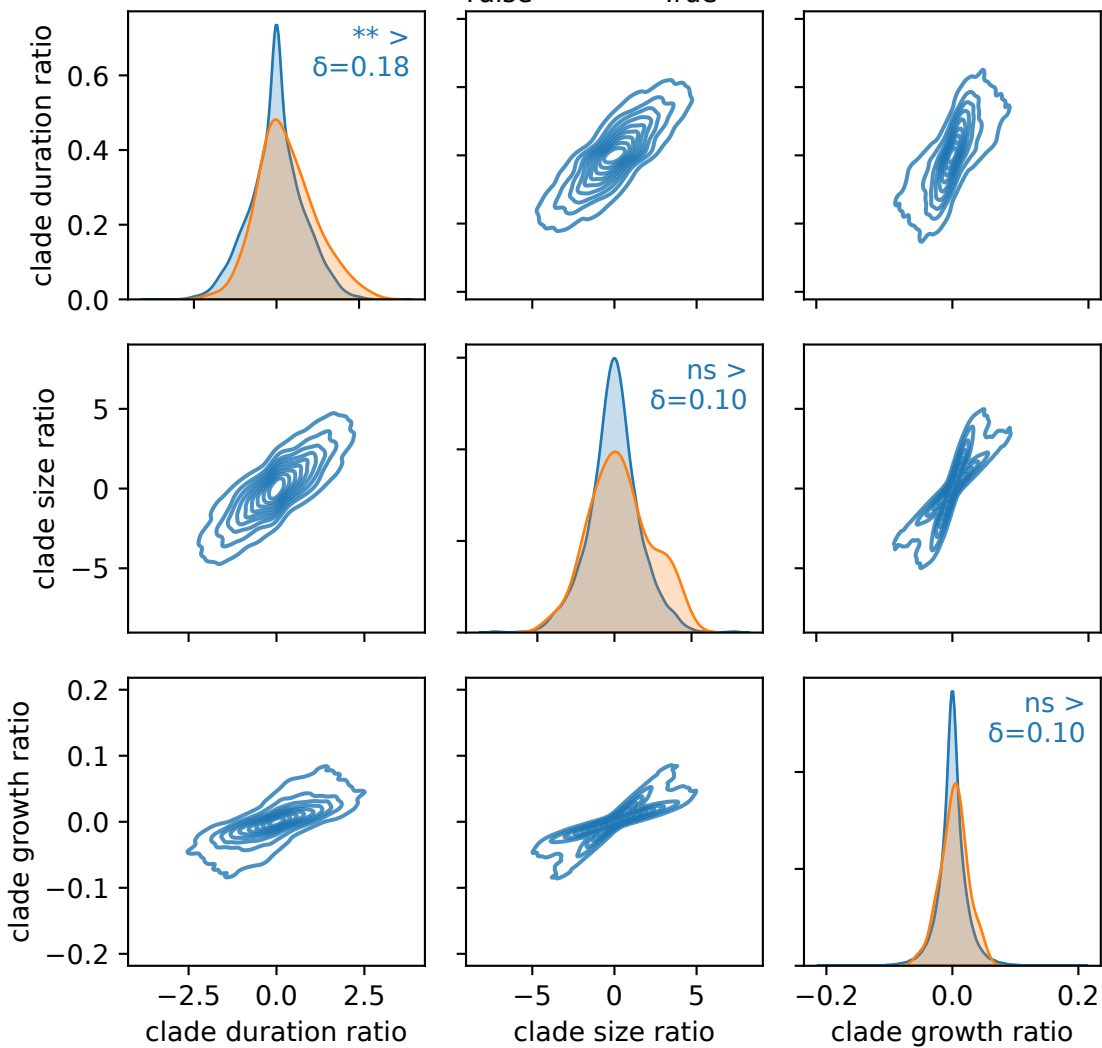 clade duration ratio
0.6
0.4
0.2
0.0
** >
δ=0.18
clade size ratio
5
0
−5
ns >
δ=0.10
clade growth ratio
0.2
0.1
0.0
−0.1
−0.2
ns >
δ=0.10
−2.5 0.0 2.5
−5 0 5
−0.2 0.0 0.2
clade duration ratio
clade size ratio
clade growth ratio